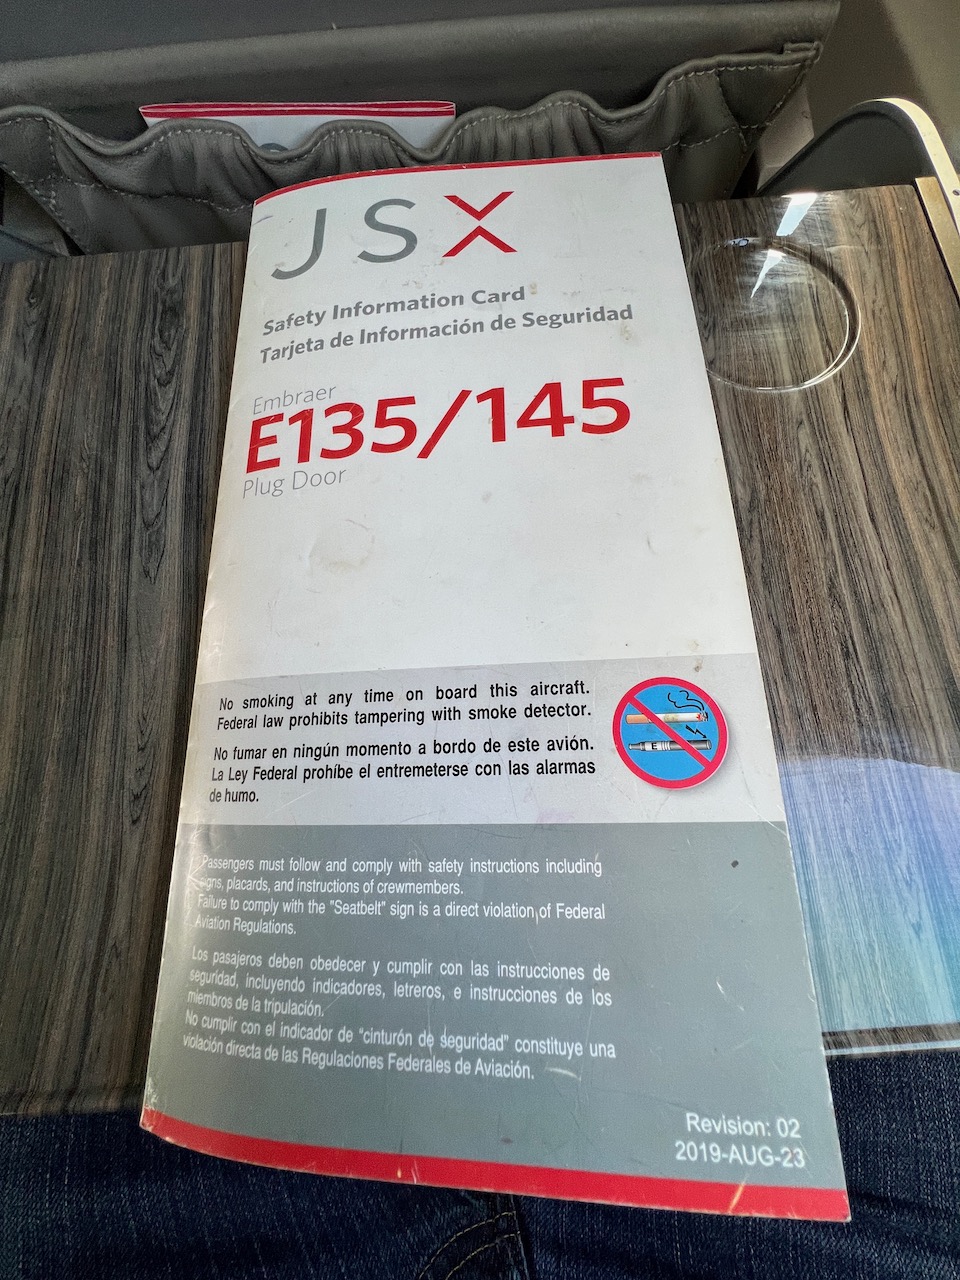 JSX
Safety Information Card
Tarjeta de Información de Seguridad
Embraer
E135/145
Plug Door
No smoking at any time on board this aircraft.
Federal law prohibits tampering with smoke detector.
No fumar en ningún momento a bordo de este avión.
La Ley Federal prohíbe el entremeterse con las alarmas
de humo.
Passengers must follow and comply with safety instructions including
signs, placards, and instructions of crewmembers.
Failure to comply with the "Seatbelt" sign is a direct violation of Federal
Aviation Regulations.
Los pasajeros deben obedecer y cumplir con las instrucciones de
seguridad, incluyendo indicadores, letreros, e instrucciones de los
miembros de la tripulación.
No cumplir con el indicador de "cinturón de seguridad" constituye una
violación directa de las Regulaciones Federales de Aviación.
Revision: 02
2019-AUG-23